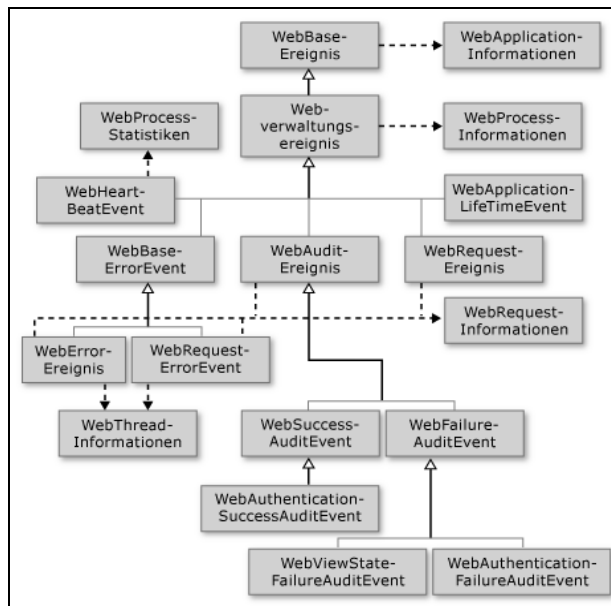 WebBase-
Ereignis
WebApplication-
Informationen
Web-
verwaltungs-
ereignis
WebProcess-
Informationen
WebProcess-
Statistiken
WebHeart-
BeatEvent
WebApplication-
LifeTimeEvent
WebBase-
ErrorEvent
WebAudit-
Ereignis
WebRequest-
Ereignis
WebRequest-
Informationen
WebError-
Ereignis
WebRequest-
ErrorEvent
WebThread-
Informationen
WebSuccess-
AuditEvent
WebFailure-
AuditEvent
WebAuthentication-
SuccessAuditEvent
WebViewState-
FailureAuditEvent
WebAuthentication-
FailureAuditEvent